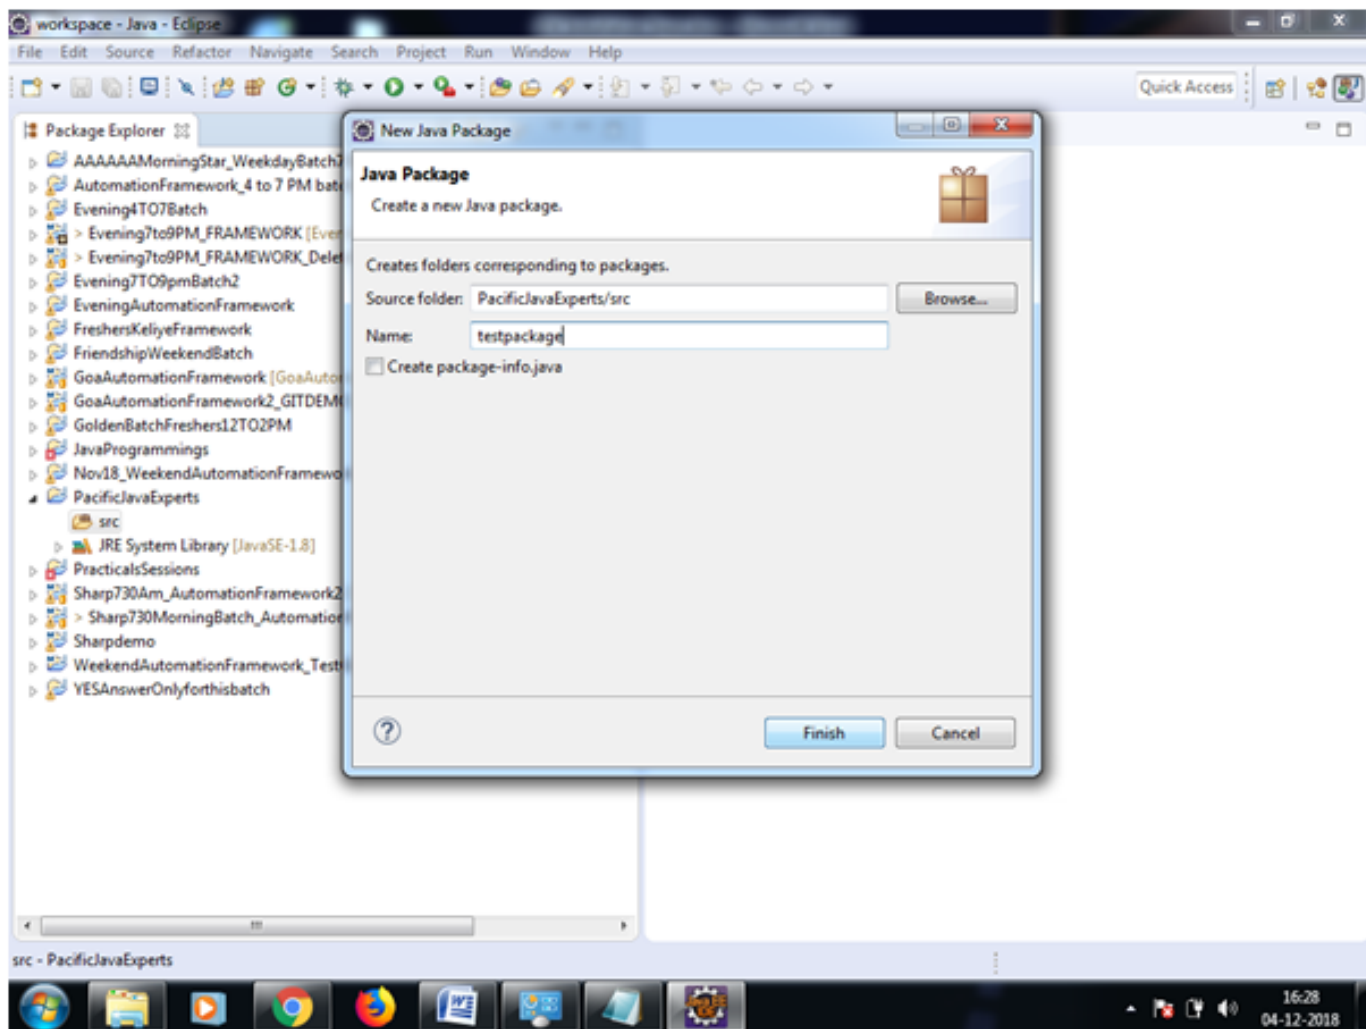 workspace - Java - Eclipse
File Edit Source Refactor Navigate Search Project Run Window Help
Quick Access
Package Explorer
AAAAAAMorningStar_WeekdayBatch
AutomationFramework_4 to 7 PM bat
Evening4TO7Batch
> Evening7to9PM_FRAMEWORK [Ever
> Evening7to9PM_FRAMEWORK_Dele
Evening7TO9pmBatch2
EveningAutomationFramework
FreshersKeliyeFramework
FriendshipWeekendBatch
GoaAutomationFramework [GoaAuto
GoaAutomationFramework2_GITDEM
GoldenBatchFreshers12TO2PM
JavaProgrammings
Nov18_WeekendAutomationFramewo
PacificJavaExperts
src
JRE System Library [JavaSE-1.8]
PracticalsSessions
Sharp730Am_AutomationFramework2
> Sharp730MorningBatch_Automation
Sharpdemo
WeekendAutomationFramework_Test
YESAnswerOnlyforthisbatch
New Java Package
Java Package
Create a new Java package.
Creates folders corresponding to packages.
Source folder: PacificJavaExperts/src Browse...
Name: testpackage
Create package-info.java
Finish Cancel
src - PacificJavaExperts
16:28
04-12-2018